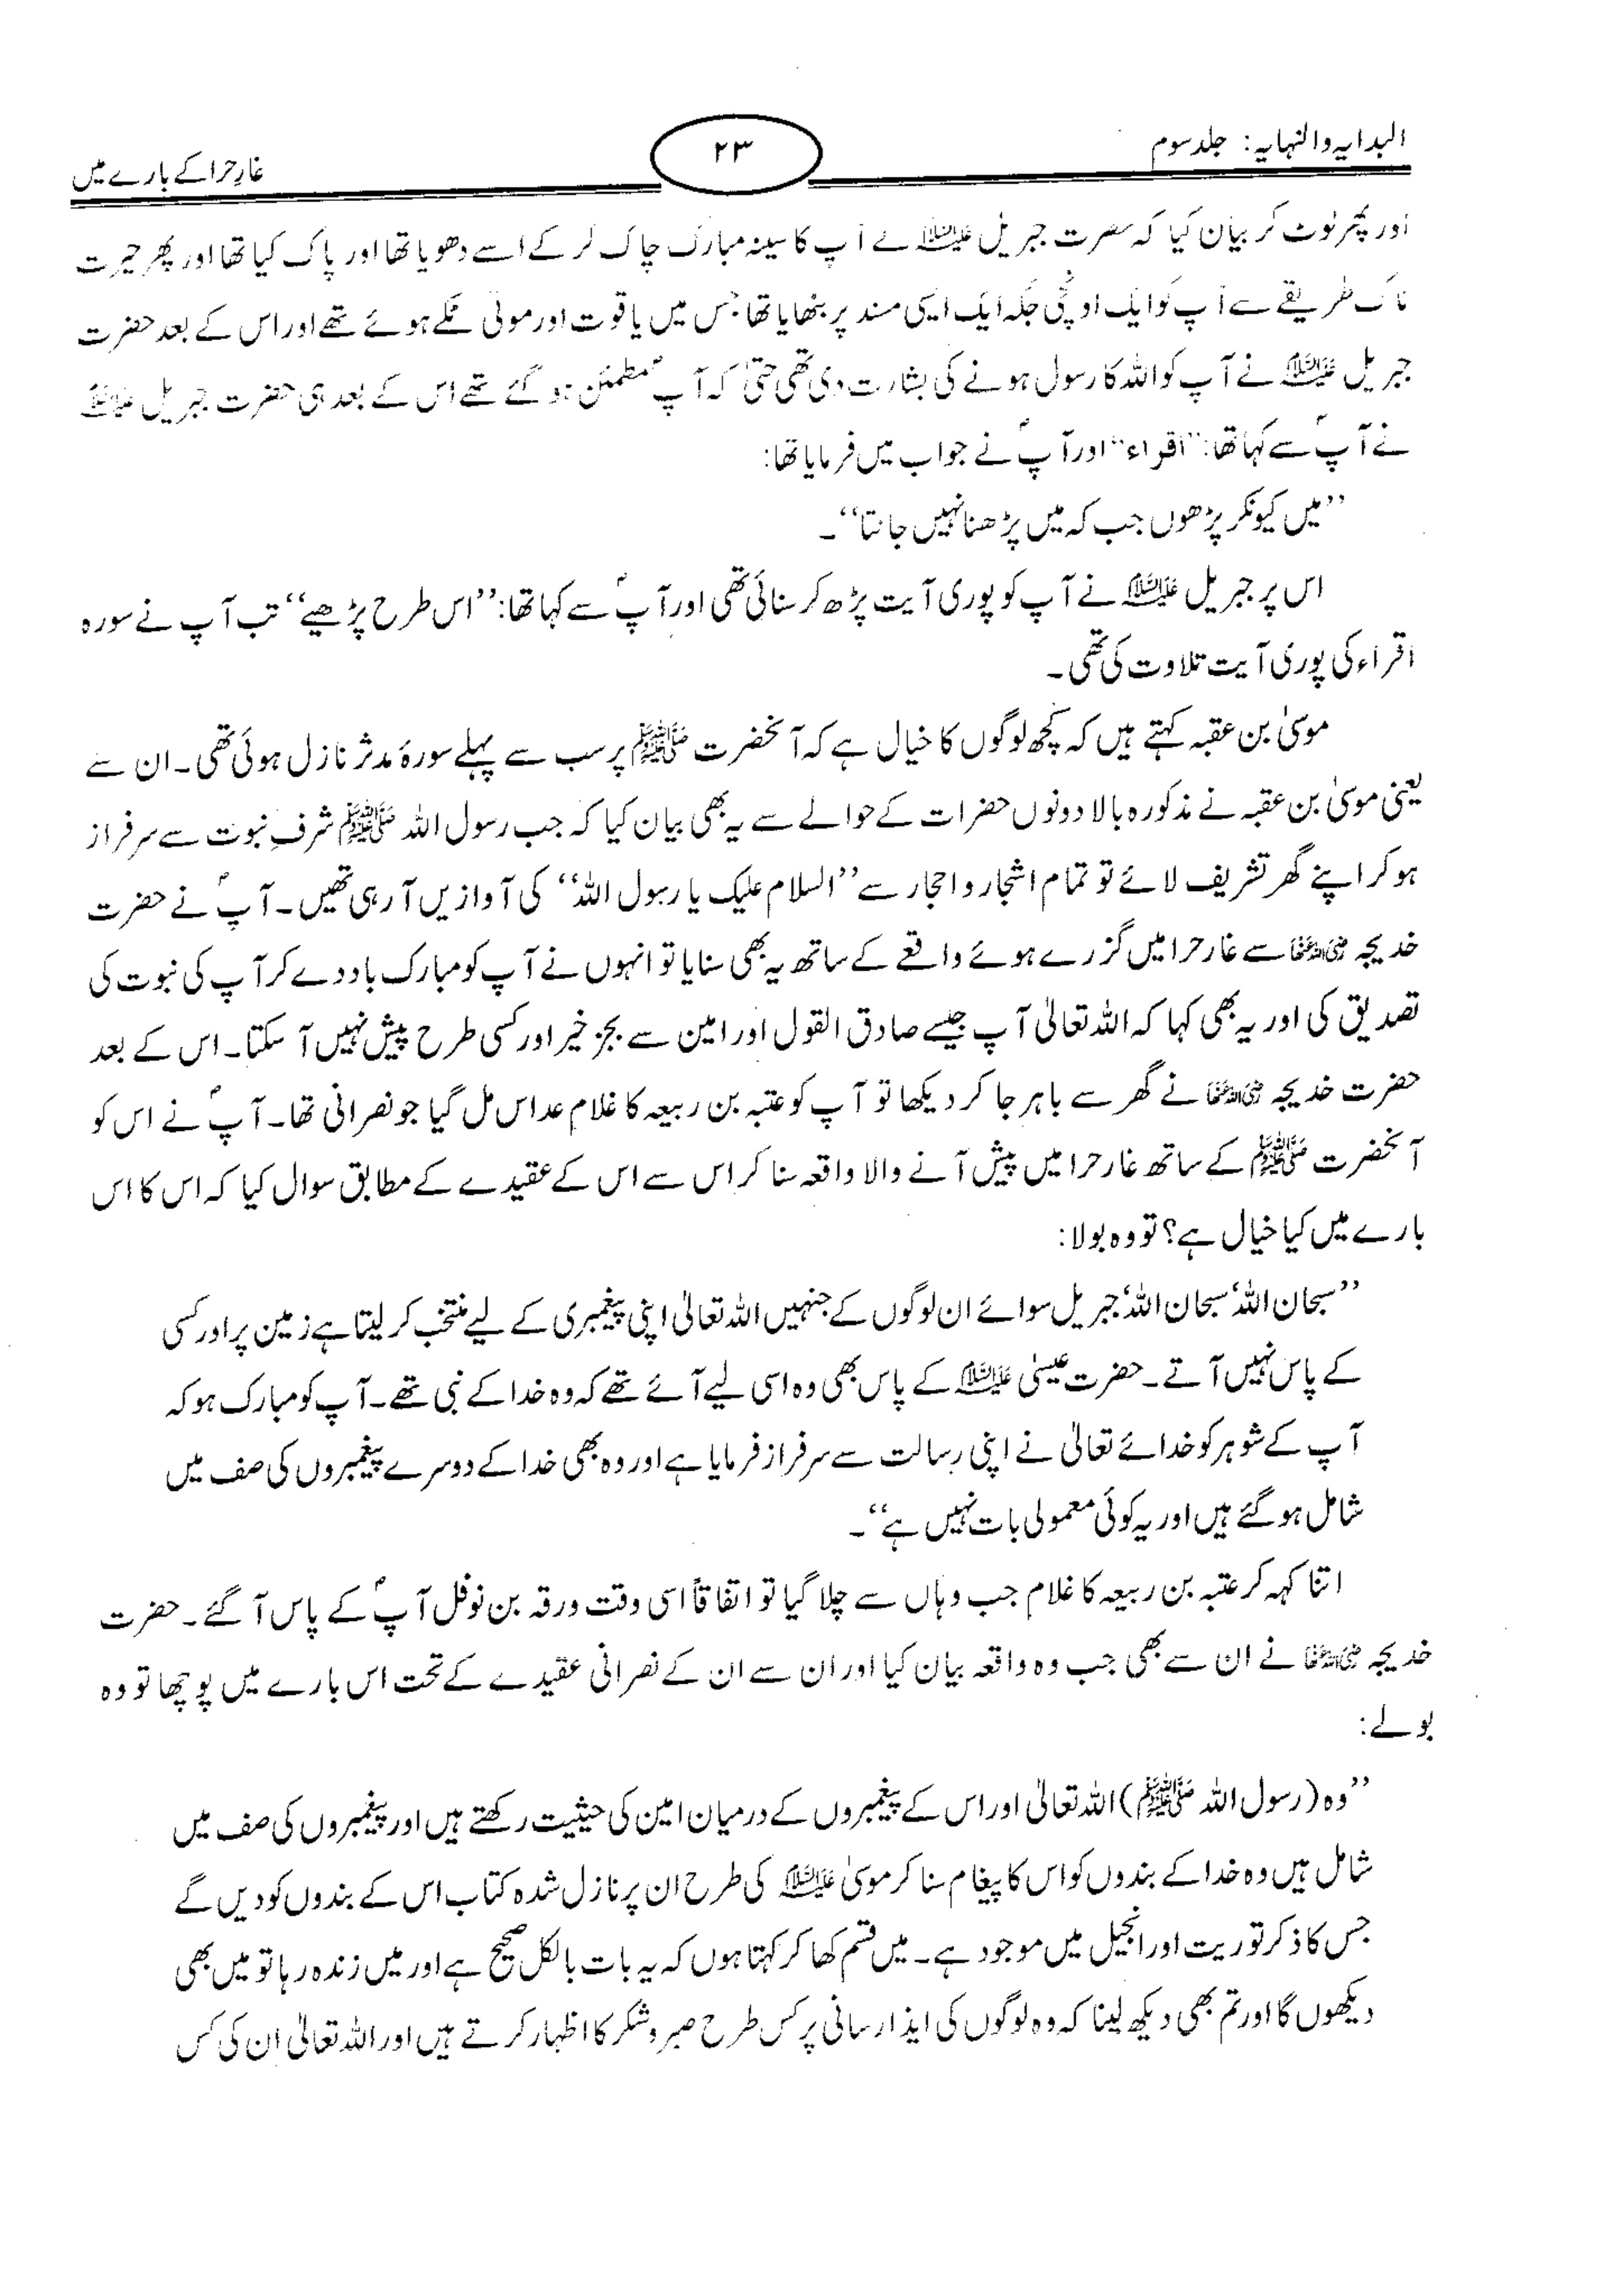 البدایہ والنہایہ: جلد سوم
۲۳
غارِ حرا کے بارے میں
اور پھر لوٹ کر بیان کیا کہ حضرت جبریل علیہ السلام نے آپ کا سینہ مبارک چاک کر کے اسے دھویا تھا اور پاک کیا تھا اور پھر حیرت
ناک طریقے سے آپ کو ایک اونچی جگہ ایک ایسی مسند پر بٹھایا تھا جس میں یاقوت اور موتی ٹکے ہوئے تھے اور اس کے بعد حضرت
جبریل علیہ السلام نے آپ کو اللہ کا رسول ہونے کی بشارت دی تھی حتیٰ کہ آپؐ مطمئن ہو گئے تھے اس کے بعد ہی حضرت جبریل علیہ السلام
نے آپؐ سے کہا تھا: ”اقراء“ اور آپؐ نے جواب میں فرمایا تھا:
”میں کیونکر پڑھوں جب کہ میں پڑھنا نہیں جانتا“۔
اس پر جبریل علیہ السلام نے آپ کو پوری آیت پڑھ کر سنائی تھی اور آپؐ سے کہا تھا: ”اس طرح پڑھیے“ تب آپ نے سورہ
اقراء کی پوری آیت تلاوت کی تھی۔
موسیٰ بن عقبہ کہتے ہیں کہ کچھ لوگوں کا خیال ہے کہ آنحضرت ﷺ پر سب سے پہلے سورۂ مدثر نازل ہوئی تھی۔ ان سے
یعنی موسیٰ بن عقبہ نے مذکورہ بالا دونوں حضرات کے حوالے سے یہ بھی بیان کیا کہ جب رسول اللہ ﷺ شرفِ نبوت سے سرفراز
ہو کر اپنے گھر تشریف لائے تو تمام اشجار و احجار سے ”السلام علیک یا رسول اللہ“ کی آوازیں آ رہی تھیں۔ آپؐ نے حضرت
خدیجہ رضی اللہ عنہا سے غار حرا میں گزرے ہوئے واقعے کے ساتھ یہ بھی سنایا تو انہوں نے آپ کو مبارک باد دے کر آپ کی نبوت کی
تصدیق کی اور یہ بھی کہا کہ اللہ تعالیٰ آپ جیسے صادق القول اور امین سے بجز خیر اور کسی طرح پیش نہیں آ سکتا۔ اس کے بعد
حضرت خدیجہ رضی اللہ عنہا نے گھر سے باہر جا کر دیکھا تو آپ کو عتبہ بن ربیعہ کا غلام عداس مل گیا جو نصرانی تھا۔ آپؐ نے اس کو
آنحضرت ﷺ کے ساتھ غار حرا میں پیش آنے والا واقعہ سنا کر اس سے اس کے عقیدے کے مطابق سوال کیا کہ اس کا اس
بارے میں کیا خیال ہے؟ تو وہ بولا:
”سبحان اللہ‘ سبحان اللہ‘ جبریل سوائے ان لوگوں کے جنہیں اللہ تعالیٰ اپنی پیغمبری کے لیے منتخب کر لیتا ہے زمین پر اور کسی
کے پاس نہیں آتے۔ حضرت عیسیٰ علیہ السلام کے پاس بھی وہ اسی لیے آئے تھے کہ وہ خدا کے نبی تھے۔ آپ کو مبارک ہو کہ
آپ کے شوہر کو خدائے تعالیٰ نے اپنی رسالت سے سرفراز فرمایا ہے اور وہ بھی خدا کے دوسرے پیغمبروں کی صف میں
شامل ہو گئے ہیں اور یہ کوئی معمولی بات نہیں ہے“۔
اتنا کہہ کر عتبہ بن ربیعہ کا غلام جب وہاں سے چلا گیا تو اتفاقاً اسی وقت ورقہ بن نوفل آپؐ کے پاس آ گئے۔ حضرت
خدیجہ رضی اللہ عنہا نے ان سے بھی جب وہ واقعہ بیان کیا اور ان سے ان کے نصرانی عقیدے کے تحت اس بارے میں پوچھا تو وہ
بولے:
”وہ (رسول اللہ ﷺ) اللہ تعالیٰ اور اس کے پیغمبروں کے درمیان امین کی حیثیت رکھتے ہیں اور پیغمبروں کی صف میں
شامل ہیں وہ خدا کے بندوں کو اس کا پیغام سنا کر موسیٰ علیہ السلام کی طرح ان پر نازل شدہ کتاب اس کے بندوں کو دیں گے
جس کا ذکر توریت اور انجیل میں موجود ہے۔ میں قسم کھا کر کہتا ہوں کہ یہ بات بالکل صحیح ہے اور میں زندہ رہا تو میں بھی
دیکھوں گا اور تم بھی دیکھ لینا کہ وہ لوگوں کی ایذا رسانی پر کس طرح صبر و شکر کا اظہار کرتے ہیں اور اللہ تعالیٰ ان کی کس